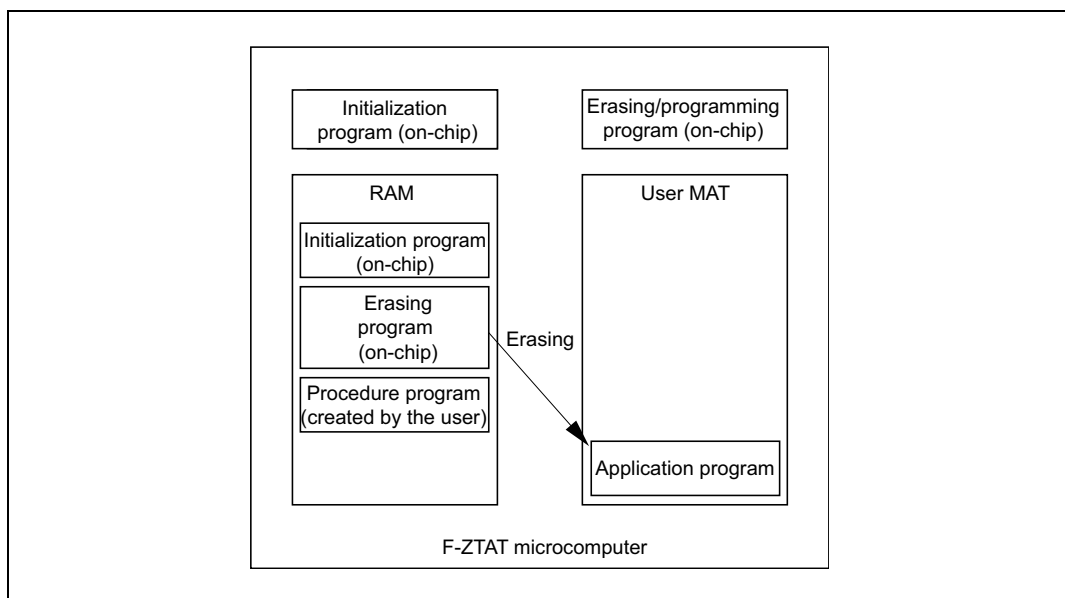 Initialization
program (on-chip)
Erasing/programming
program (on-chip)
RAM
Initialization program
(on-chip)
Erasing
program
(on-chip)
Procedure program
(created by the user)
Erasing
User MAT
Application program
F-ZTAT microcomputer